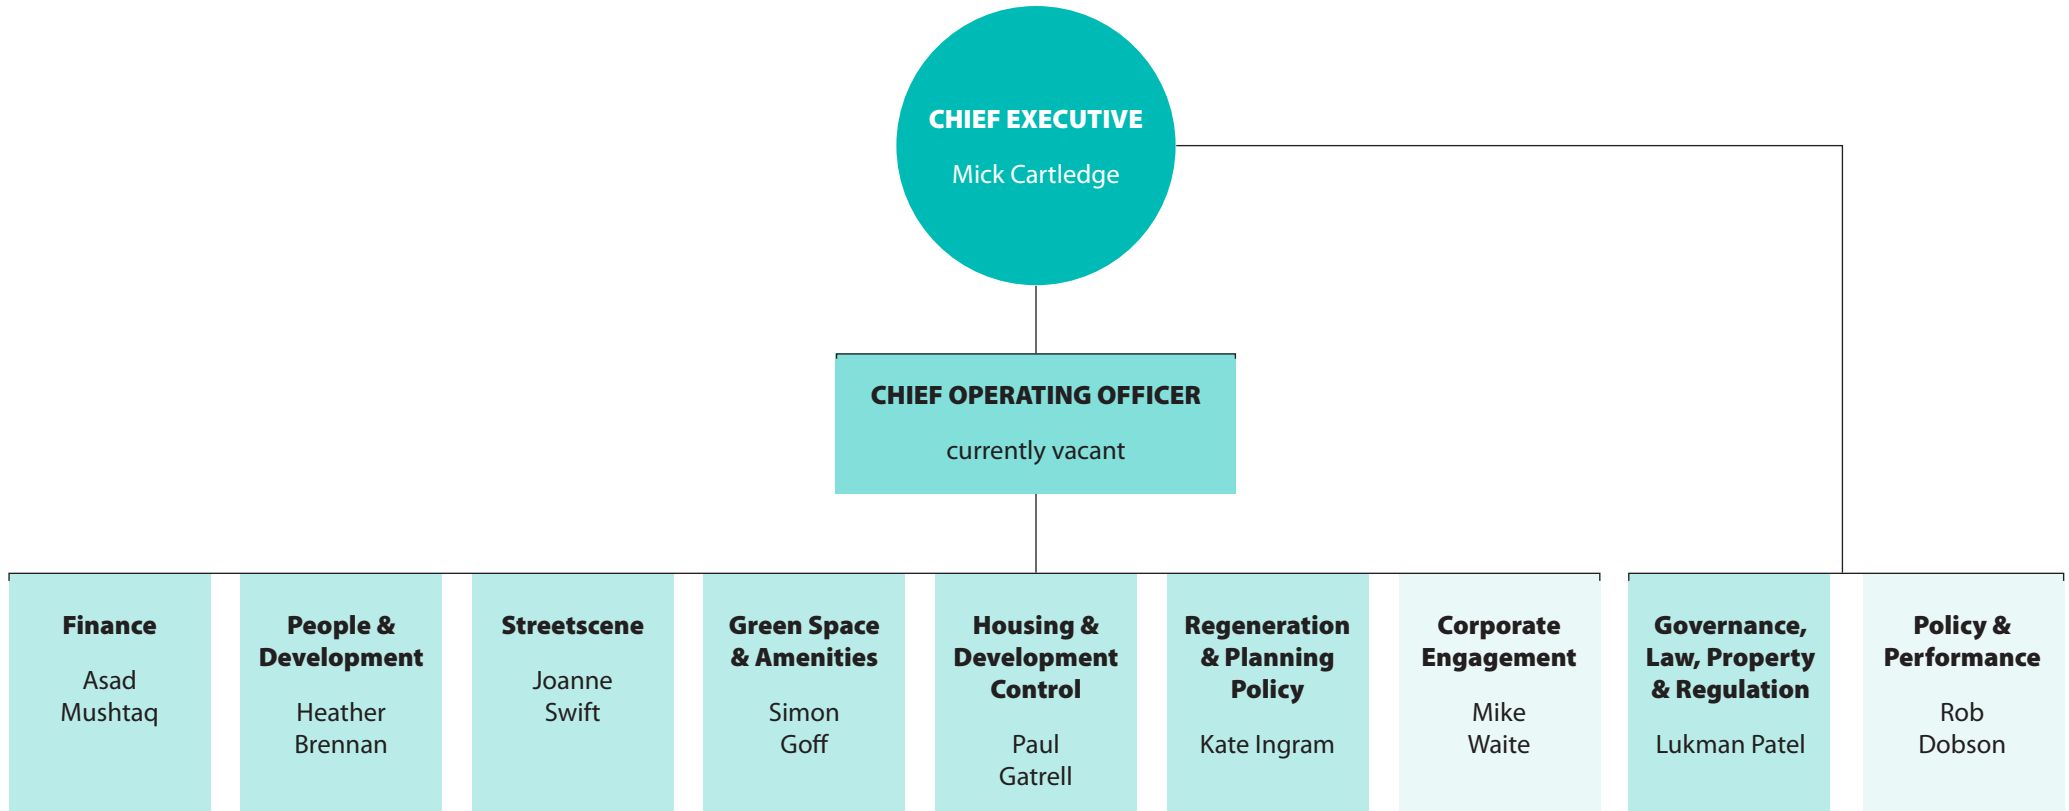 CHIEF EXECUTIVE
Mick Cartledge
CHIEF OPERATING OFFICER
currently vacant
Finance
Asad
Mushtaq
People &
Development
Heather
Brennan
Streetscene
Joanne
Swift
Green Space
& Amenities
Simon
Goff
Housing &
Development
Control
Paul
Gatrell
Regeneration
& Planning
Policy
Kate Ingram
Corporate
Engagement
Mike
Waite
Governance,
Law, Property
& Regulation
Lukman Patel
Policy &
Performance
Rob
Dobson